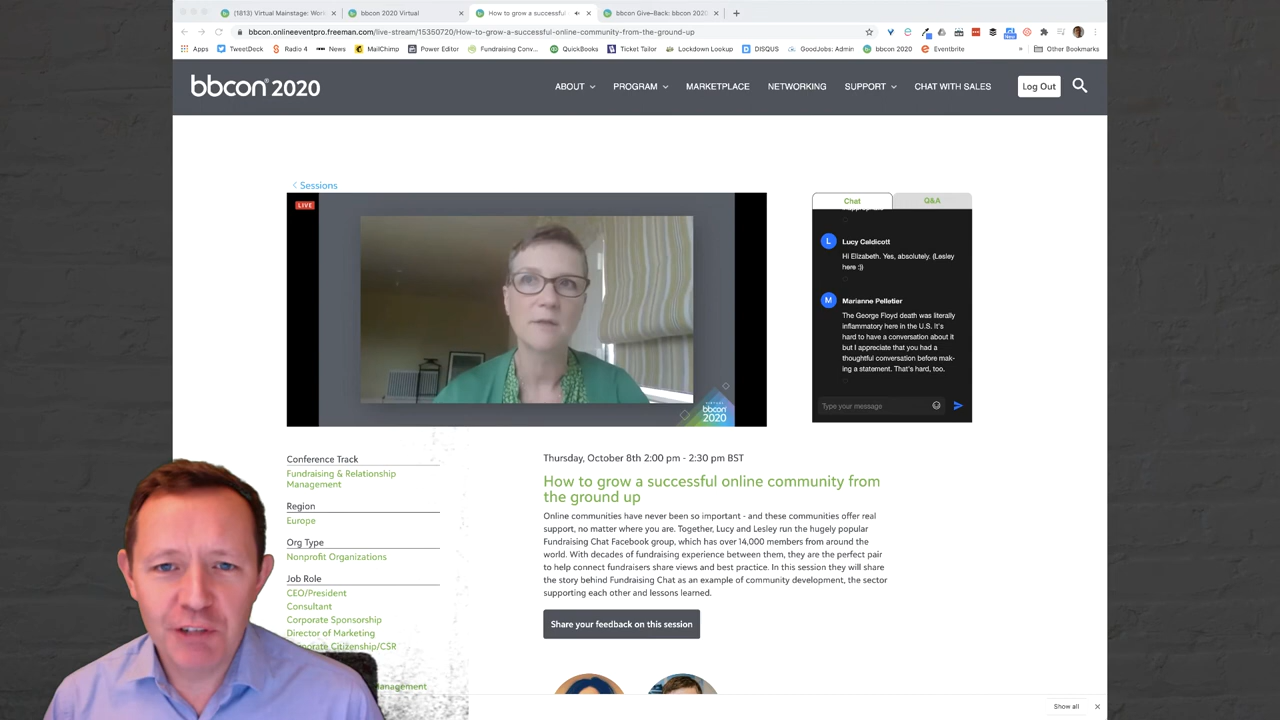 (1813) Virtual Mainstage: Wor
bbcon 2020 Virtual
How to grow a successful
bbcon Give-Back: bbcon 2020
bbcon.onlineeventpro.freeman.com/live-stream/15350720/How-to-grow-a-successful-online-community-from-the-ground-up
Apps
TweetDeck
Radio 4
News
MailChimp
Power Editor
Fundraising Conv...
QuickBooks
Ticket Tailor
Lockdown Lookup
DISQUS
GoodJobs: Admin
bbcon 2020
Eventbrite
»
Other Bookmarks
bbcon® 2020
ABOUT
PROGRAM
MARKETPLACE
NETWORKING
SUPPORT
CHAT WITH SALES
Log Out
Sessions
LIVE
VIRTUAL
bbcon
2020
Chat
Q&A
L
Lucy Caldicott
Hi Elizabeth. Yes, absolutely. (Lesley
here :))
M
Marianne Pelletier
The George Floyd death was literally
inflammatory here in the U.S. It's
hard to have a conversation about it
but I appreciate that you had a
thoughtful conversation before mak-
ing a statement. That's hard, too.
Type your message
Conference Track
Fundraising & Relationship
Management
Region
Europe
Org Type
Nonprofit Organizations
Job Role
CEO/President
Consultant
Corporate Sponsorship
Director of Marketing
Corporate Citizenship/CSR
Management
Thursday, October 8th 2:00 pm - 2:30 pm BST
How to grow a successful online community from
the ground up
Online communities have never been so important - and these communities offer real
support, no matter where you are. Together, Lucy and Lesley run the hugely popular
Fundraising Chat Facebook group, which has over 14,000 members from around the
world. With decades of fundraising experience between them, they are the perfect pair
to help connect fundraisers share views and best practice. In this session they will share
the story behind Fundraising Chat as an example of community development, the sector
supporting each other and lessons learned.
Share your feedback on this session
Show all